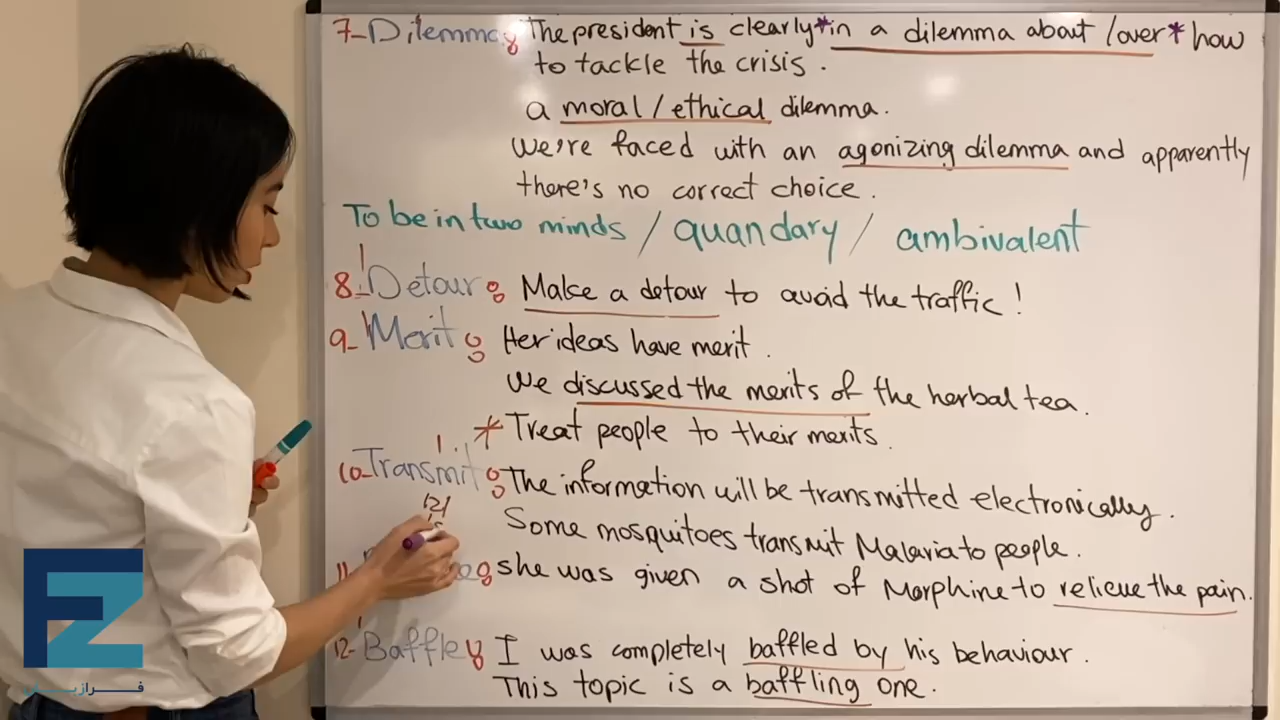 7- Dilemma: The president is clearly *in a dilemma about /over* how
to tackle the crisis.
a moral / ethical dilemma.
We're faced with an agonizing dilemma and apparently
there's no correct choice.
To be in two minds / quandary / ambivalent
8- Detour: Make a detour to avoid the traffic!
9- Merit: Her ideas have merit.
We discussed the merits of the herbal tea.
* Treat people to their merits.
10- Transmit: The information will be transmitted electronically.
Some mosquitoes transmit Malaria to people.
11- she was given a shot of Morphine to relieve the pain.
12- Baffle: I was completely baffled by his behaviour.
This topic is a baffling one.
FZ